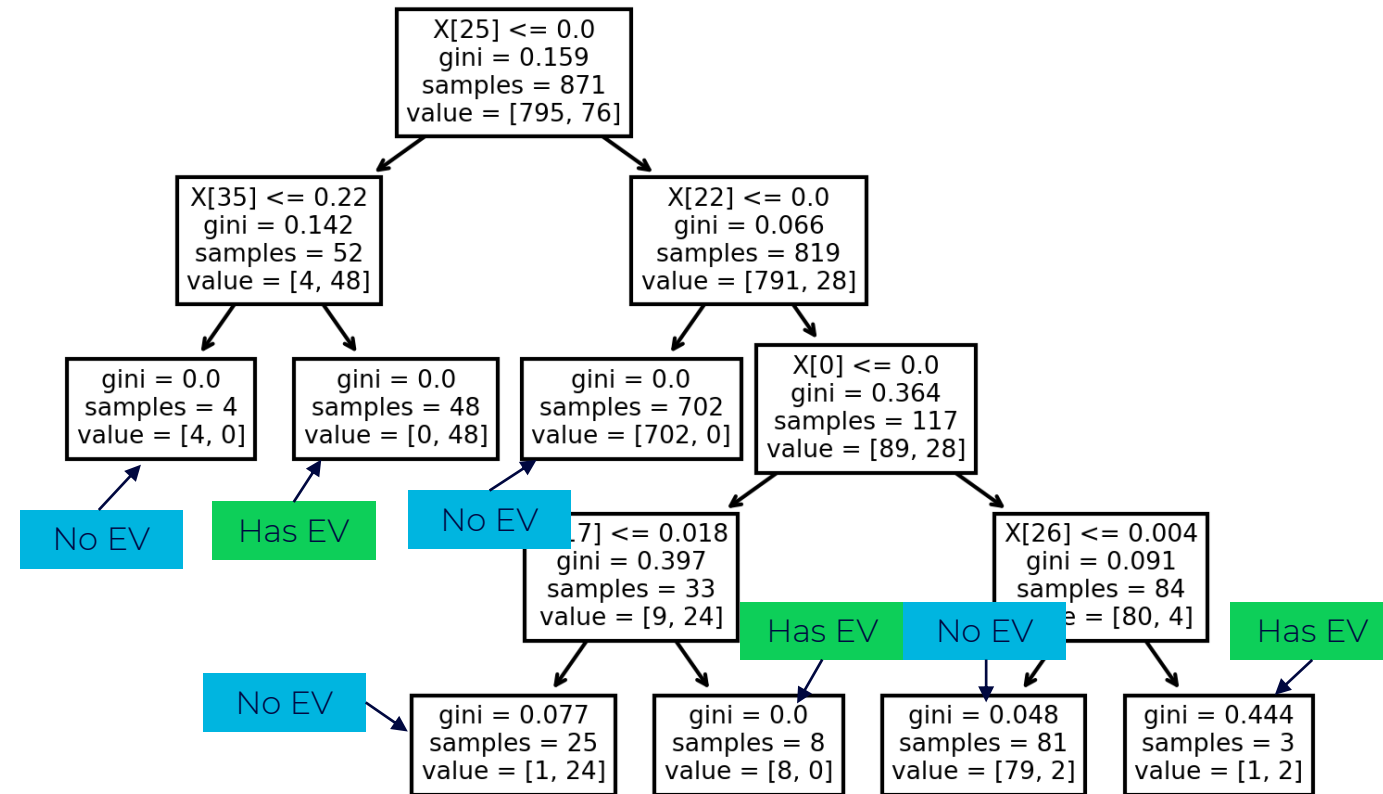 X[25] <= 0.0
gini = 0.159
samples = 871
value = [795, 76]
X[35] <= 0.22
gini = 0.142
samples = 52
value = [4, 48]
X[22] <= 0.0
gini = 0.066
samples = 819
value = [791, 28]
gini = 0.0
samples = 4
value = [4, 0]
gini = 0.0
samples = 48
value = [0, 48]
gini = 0.0
samples = 702
value = [702, 0]
X[0] <= 0.0
gini = 0.364
samples = 117
value = [89, 28]
No EV
Has EV
No EV
17] <= 0.018
gini = 0.397
samples = 33
value = [9, 24]
X[26] <= 0.004
gini = 0.091
samples = 84
= [80, 4]
Has EV
No EV
Has EV
No EV
gini = 0.077
samples = 25
value = [1, 24]
gini = 0.0
samples = 8
value = [8, 0]
gini = 0.048
samples = 81
value = [79, 2]
gini = 0.444
samples = 3
value = [1, 2]